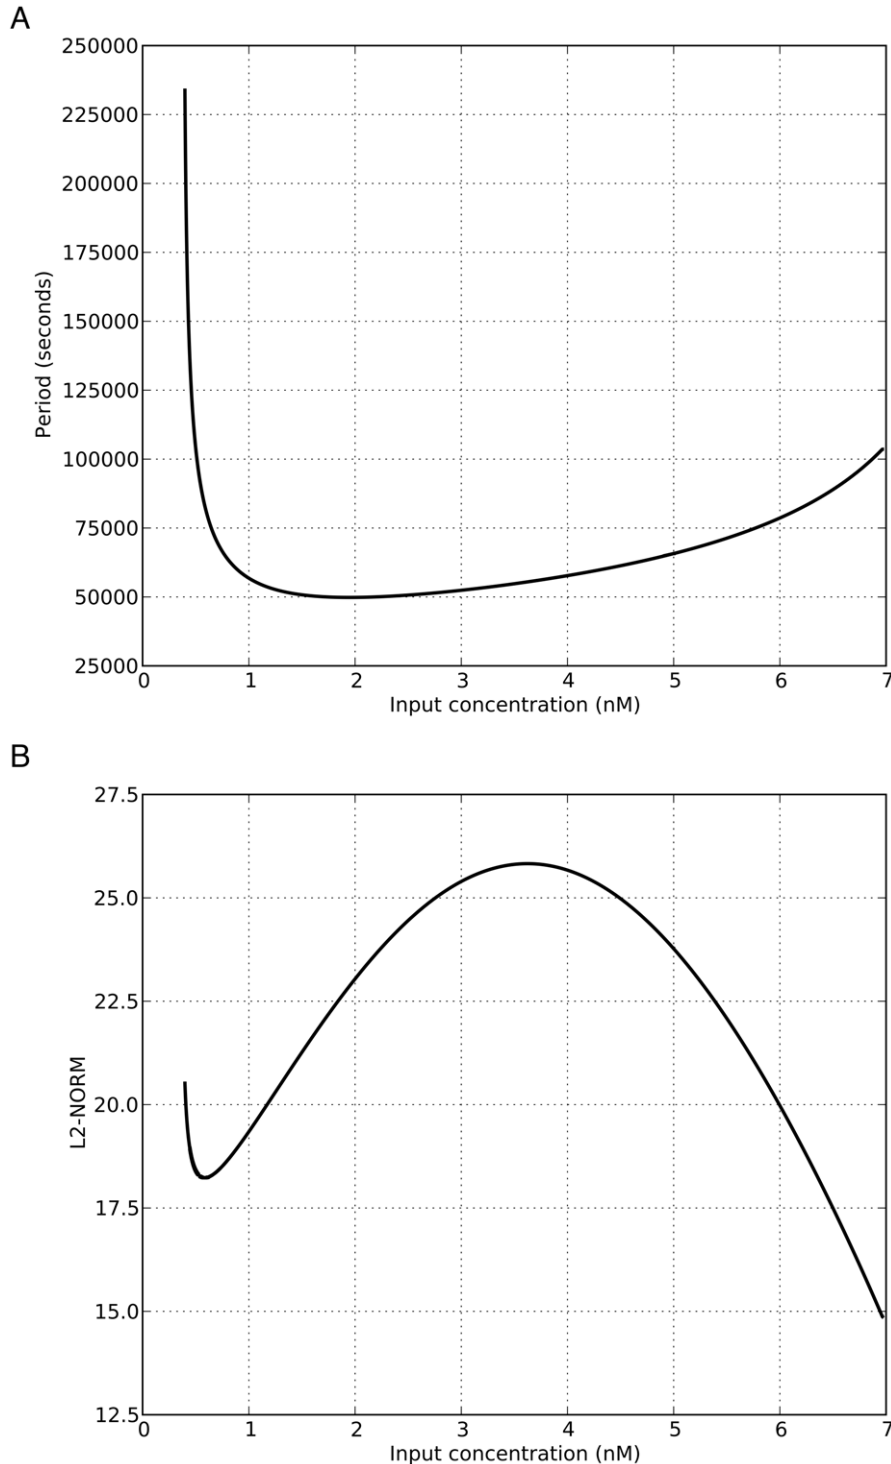 A
250000
225000
200000
175000
150000
125000
100000
75000
50000
25000
Period (seconds)
0 1 2 3 4 5 6 7
Input concentration (nM)
B
27.5
25.0
22.5
20.0
17.5
15.0
12.5
L2-NORM
0 1 2 3 4 5 6 7
Input concentration (nM)